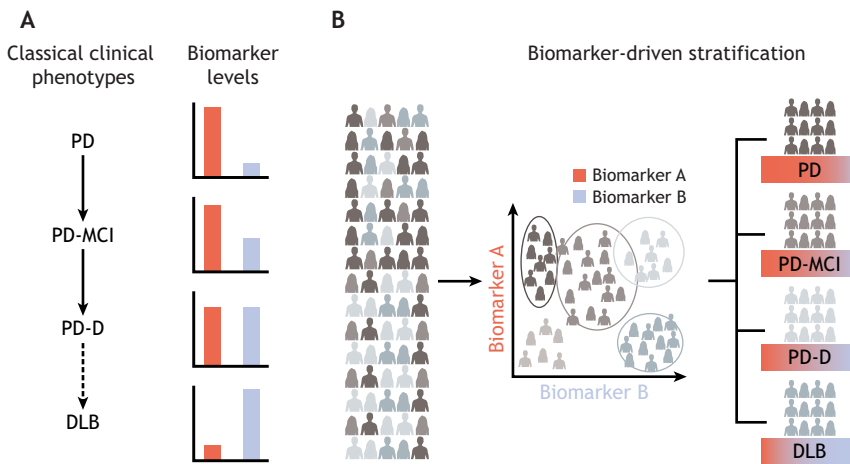 A
Classical clinical
phenotypes
Biomarker
levels
PD
PD-MCI
PD-D
DLB
B
Biomarker-driven stratification
Biomarker A
Biomarker B
Biomarker A
Biomarker B
PD
PD-MCI
PD-D
DLB